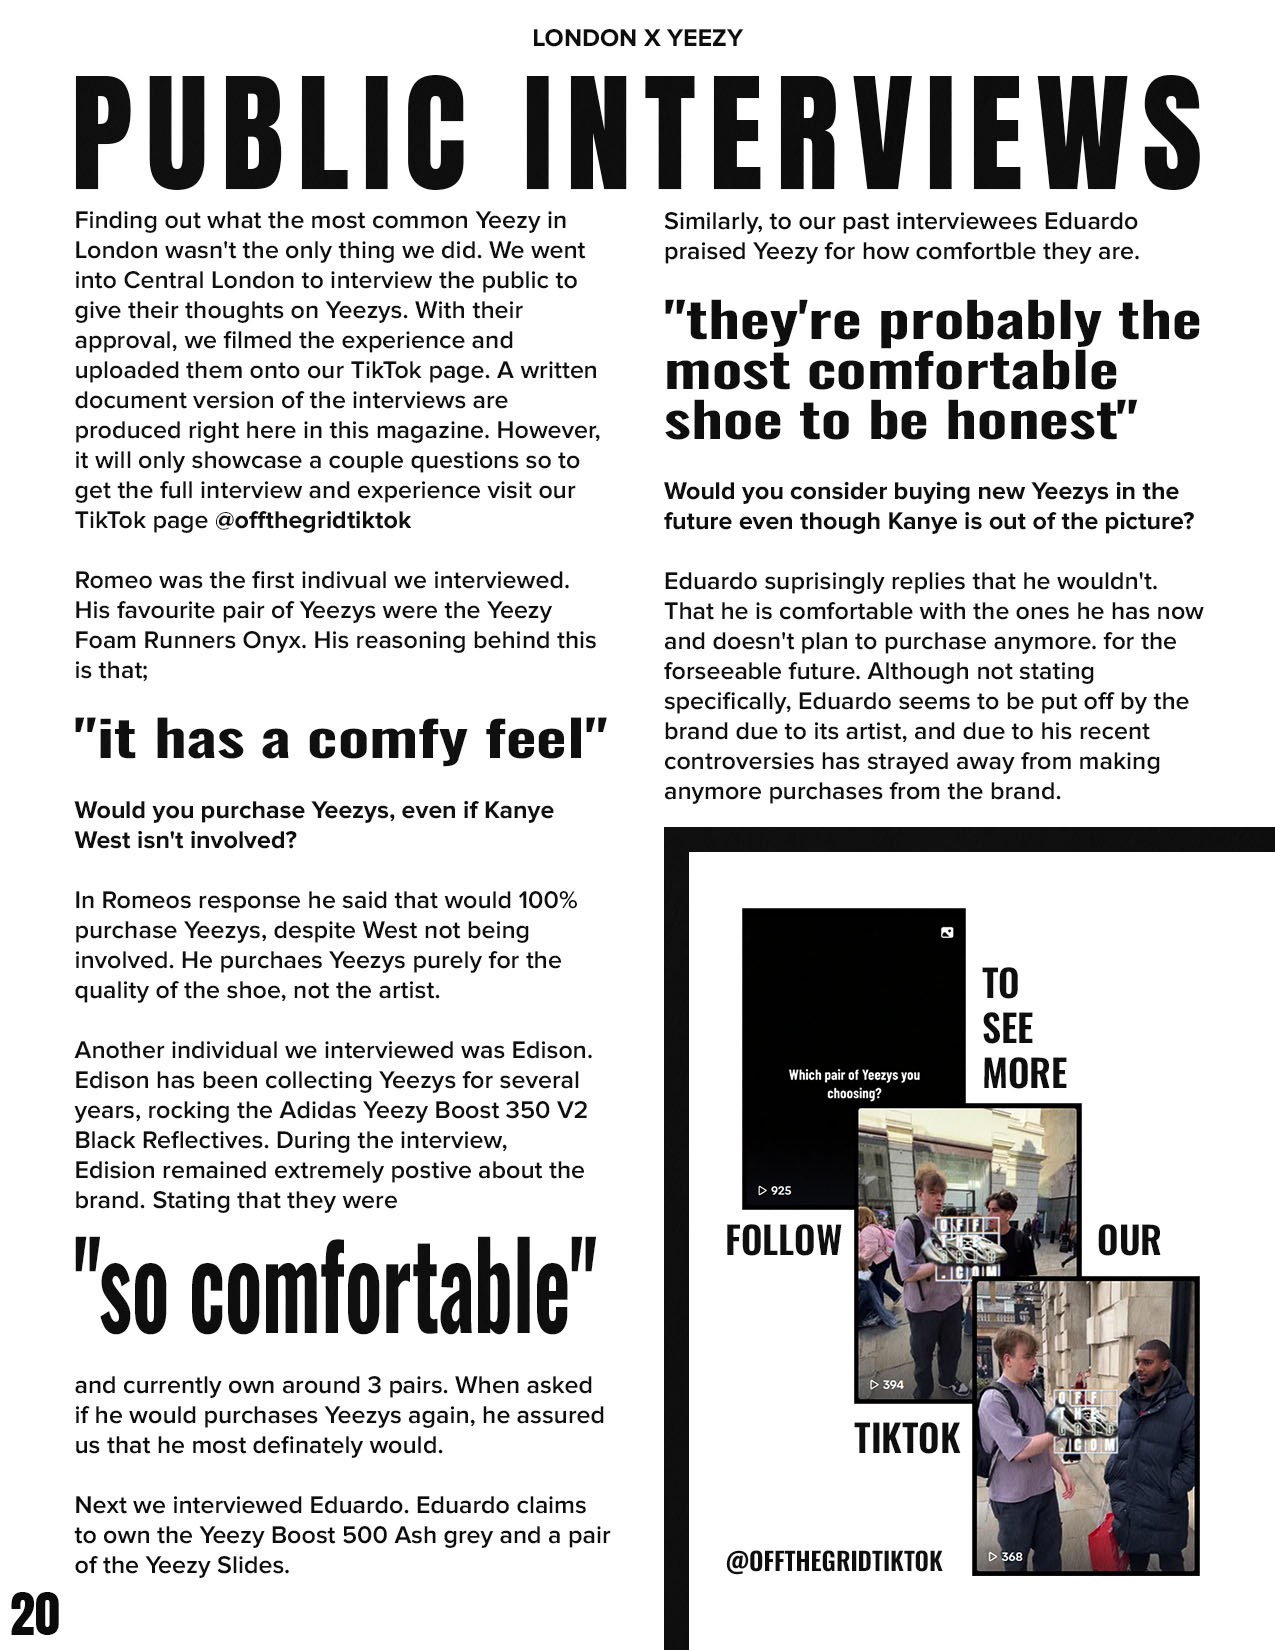 LONDON X YEEZY
PUBLIC INTERVIEWS
Finding out what the most common Yeezy in
London wasn't the only thing we did. We went
into Central London to interview the public to
give their thoughts on Yeezys. With their
approval, we filmed the experience and
uploaded them onto our TikTok page. A written
document version of the interviews are
produced right here in this magazine. However,
it will only showcase a couple questions so to
get the full interview and experience visit our
TikTok page @offthegridtiktok
Romeo was the first indivual we interviewed.
His favourite pair of Yeezys were the Yeezy
Foam Runners Onyx. His reasoning behind this
is that;
"it has a comfy feel"
Would you purchase Yeezys, even if Kanye
West isn't involved?
In Romeos response he said that would 100%
purchase Yeezys, despite West not being
involved. He purchaes Yeezys purely for the
quality of the shoe, not the artist.
Another individual we interviewed was Edison.
Edison has been collecting Yeezys for several
years, rocking the Adidas Yeezy Boost 350 V2
Black Reflectives. During the interview,
Edision remained extremely postive about the
brand. Stating that they were
"so comfortable"
and currently own around 3 pairs. When asked
if he would purchases Yeezys again, he assured
us that he most definately would.
Next we interviewed Eduardo. Eduardo claims
to own the Yeezy Boost 500 Ash grey and a pair
of the Yeezy Slides.
20
Similarly, to our past interviewees Eduardo
praised Yeezy for how comfortble they are.
"they're probably the
most comfortable
shoe to be honest"
Would you consider buying new Yeezys in the
future even though Kanye is out of the picture?
Eduardo suprisingly replies that he wouldn't.
That he is comfortable with the ones he has now
and doesn't plan to purchase anymore. for the
forseeable future. Although not stating
specifically, Eduardo seems to be put off by the
brand due to its artist, and due to his recent
controversies has strayed away from making
anymore purchases from the brand.
TO
SEE
MORE
Which pair of Yeezys you
choosing?
925
FOLLOW
OUR
OFF
THE
GRID
.COM
394
TIKTOK
OFF
THE
GRID
.COM
368
@OFFTHEGRIDTIKTOK